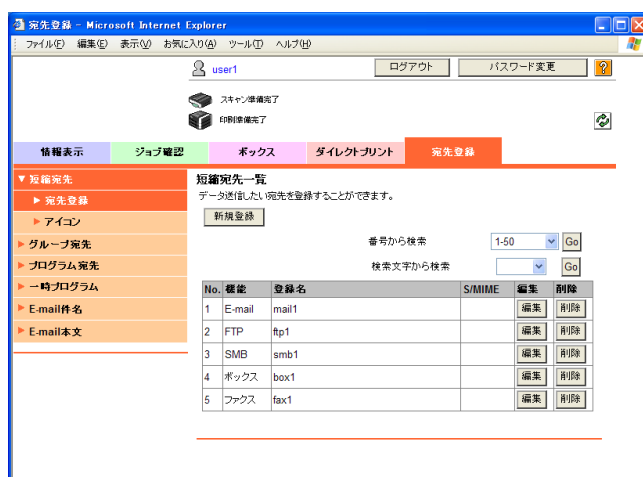 宛先登録 - Microsoft Internet Explorer
ファイル(F) 編集(E) 表示(V) お気に入り(A) ツール(T) ヘルプ(H)
user1 ログアウト パスワード変更 ?
スキャン準備完了
印刷準備完了
情報表示 ジョブ確認 ボックス ダイレクトプリント 宛先登録
▼短縮宛先
▶ 宛先登録
▶ アイコン
▶ グループ宛先
▶ プログラム宛先
▶ 一時プログラム
▶ E-mail件名
▶ E-mail本文
短縮宛先一覧
データ送信したい宛先を登録することができます。
新規登録
番号から検索 1-50 Go
検索文字から検索 Go
No. 機能 登録名 S/MIME 編集 削除
1 E-mail mail1 編集 削除
2 FTP ftp1 編集 削除
3 SMB smb1 編集 削除
4 ボックス box1 編集 削除
5 ファクス fax1 編集 削除